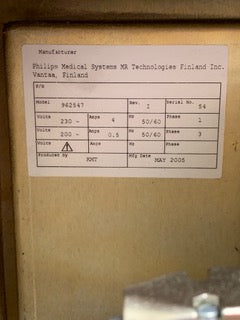 Manufacturer
Philips Medical Systems MR Technologies Finland Inc.
Vantaa, Finland
P/N
Model 962547 Rev. I Serial No. 54
Volts 230 ~ Amps 4 Hz 50/60 Phase 1
Volts 200 ~ Amps 0.5 Hz 50/60 Phase 3
Volts Amps Hz Phase
Produced by KMT Mfg Date MAY 2005